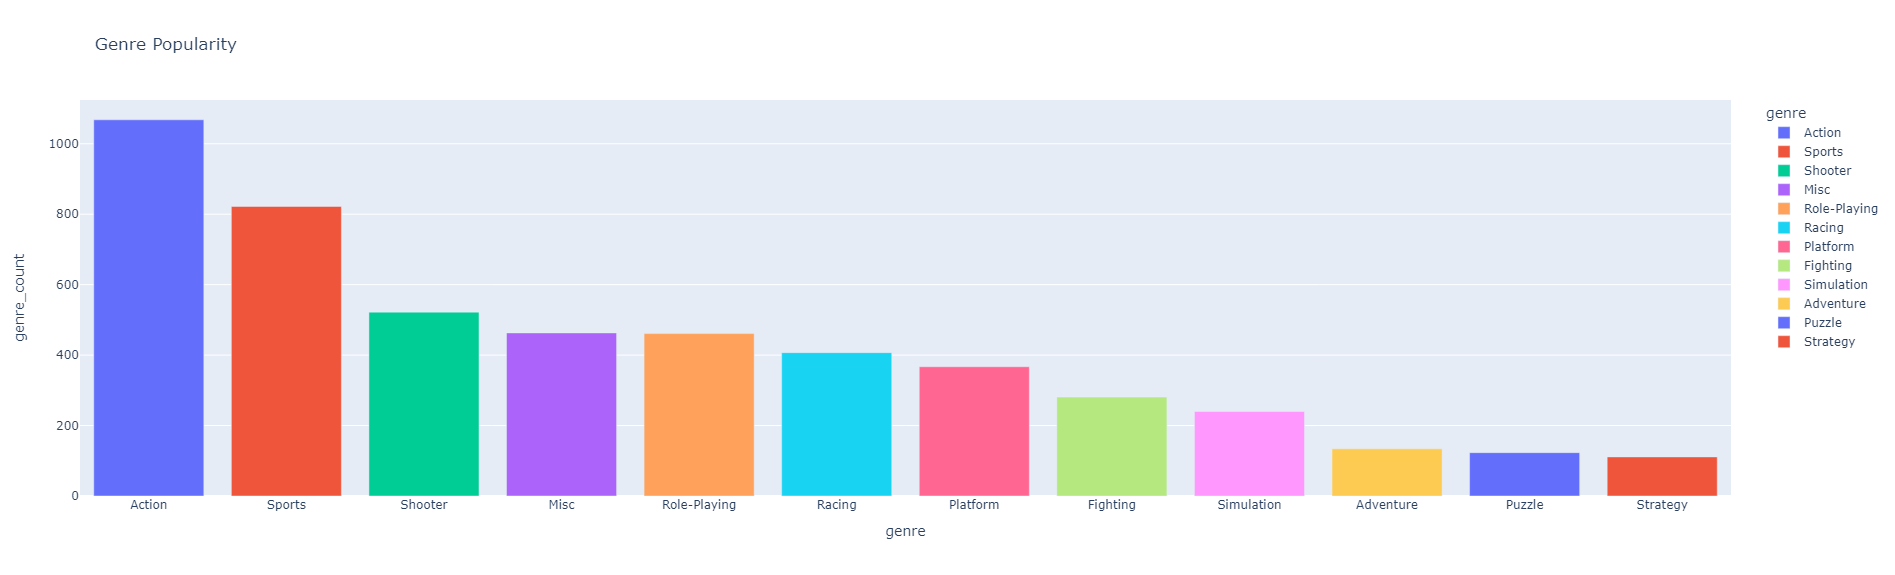 Genre Popularity
genre_count
1000
800
600
400
200
0
Action
Sports
Shooter
Misc
Role-Playing
Racing
Platform
Fighting
Simulation
Adventure
Puzzle
Strategy
genre
genre
Action
Sports
Shooter
Misc
Role-Playing
Racing
Platform
Fighting
Simulation
Adventure
Puzzle
Strategy